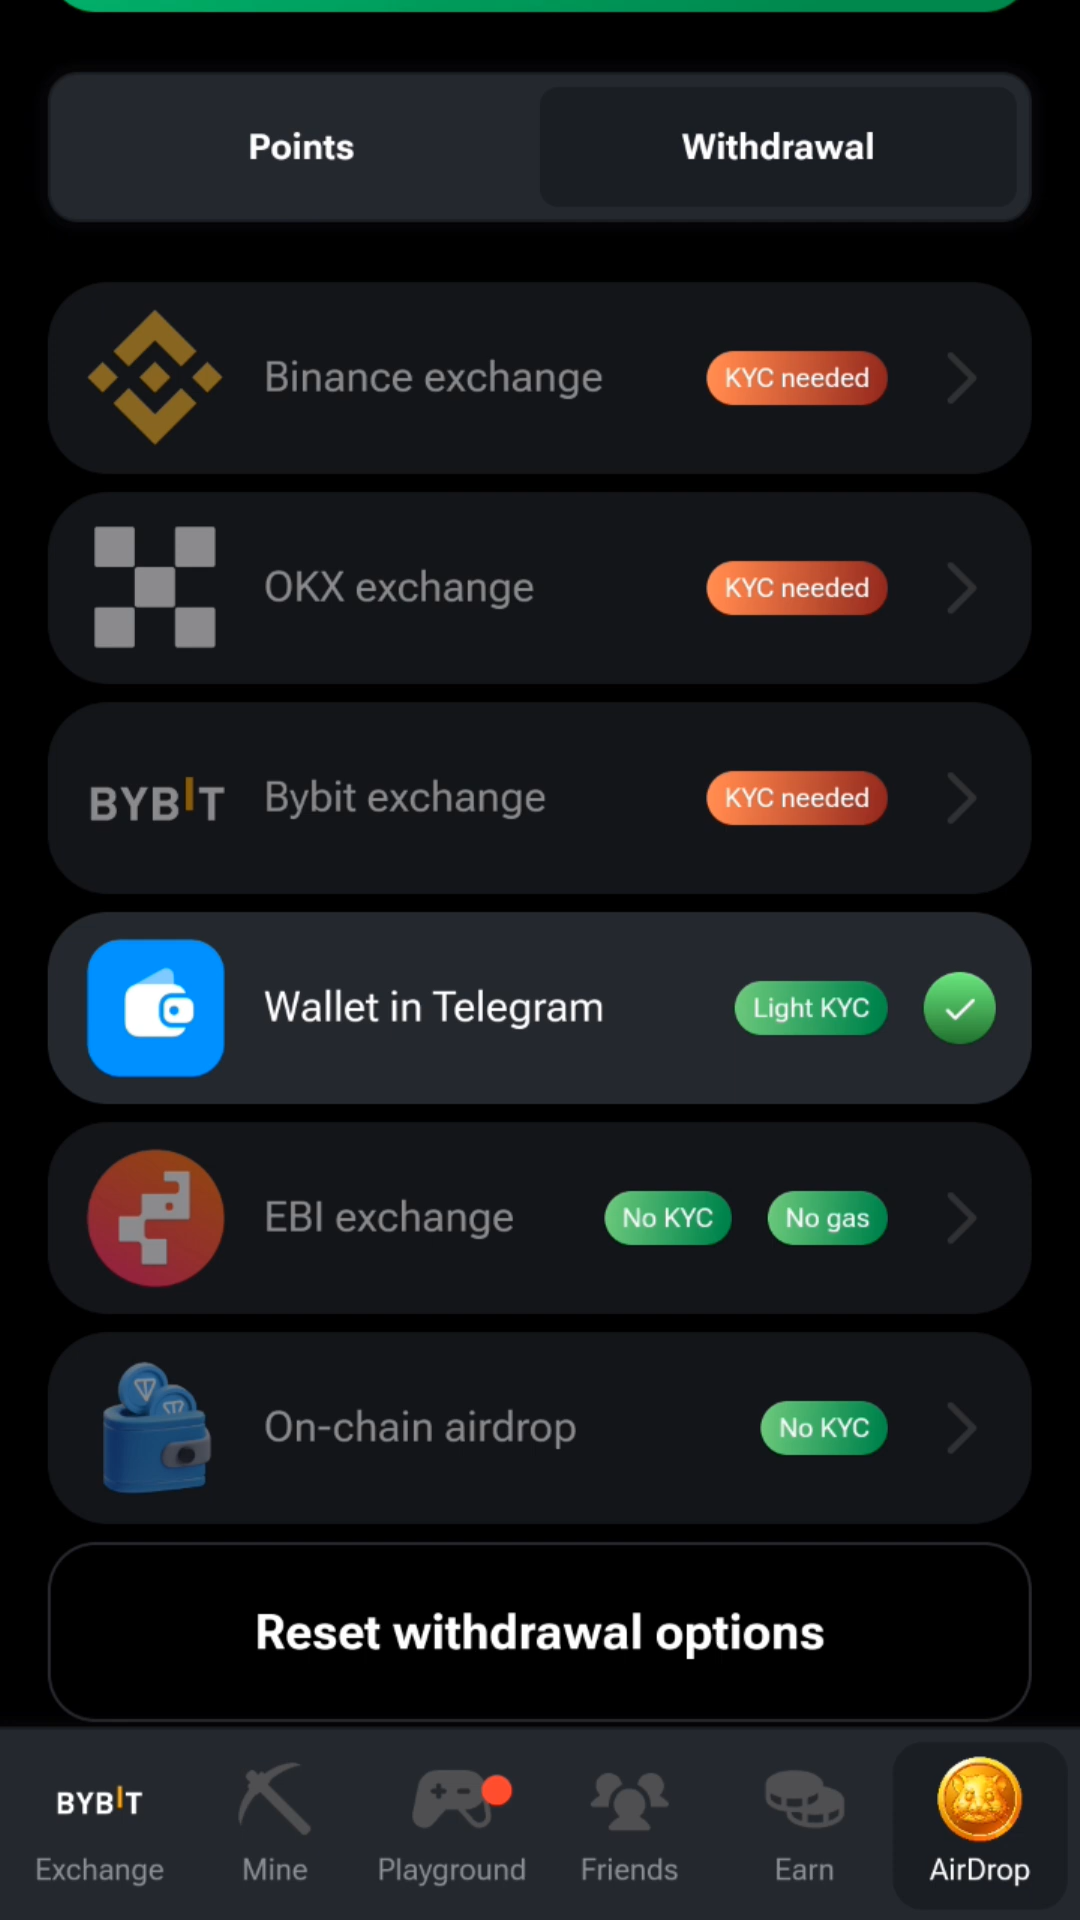 Points
Withdrawal
Binance exchange
KYC needed
OKX exchange
KYC needed
BYBIT
Bybit exchange
KYC needed
Wallet in Telegram
Light KYC
EBI exchange
No KYC
No gas
On-chain airdrop
No KYC
Reset withdrawal options
BYBIT
Exchange
Mine
Playground
Friends
Earn
AirDrop